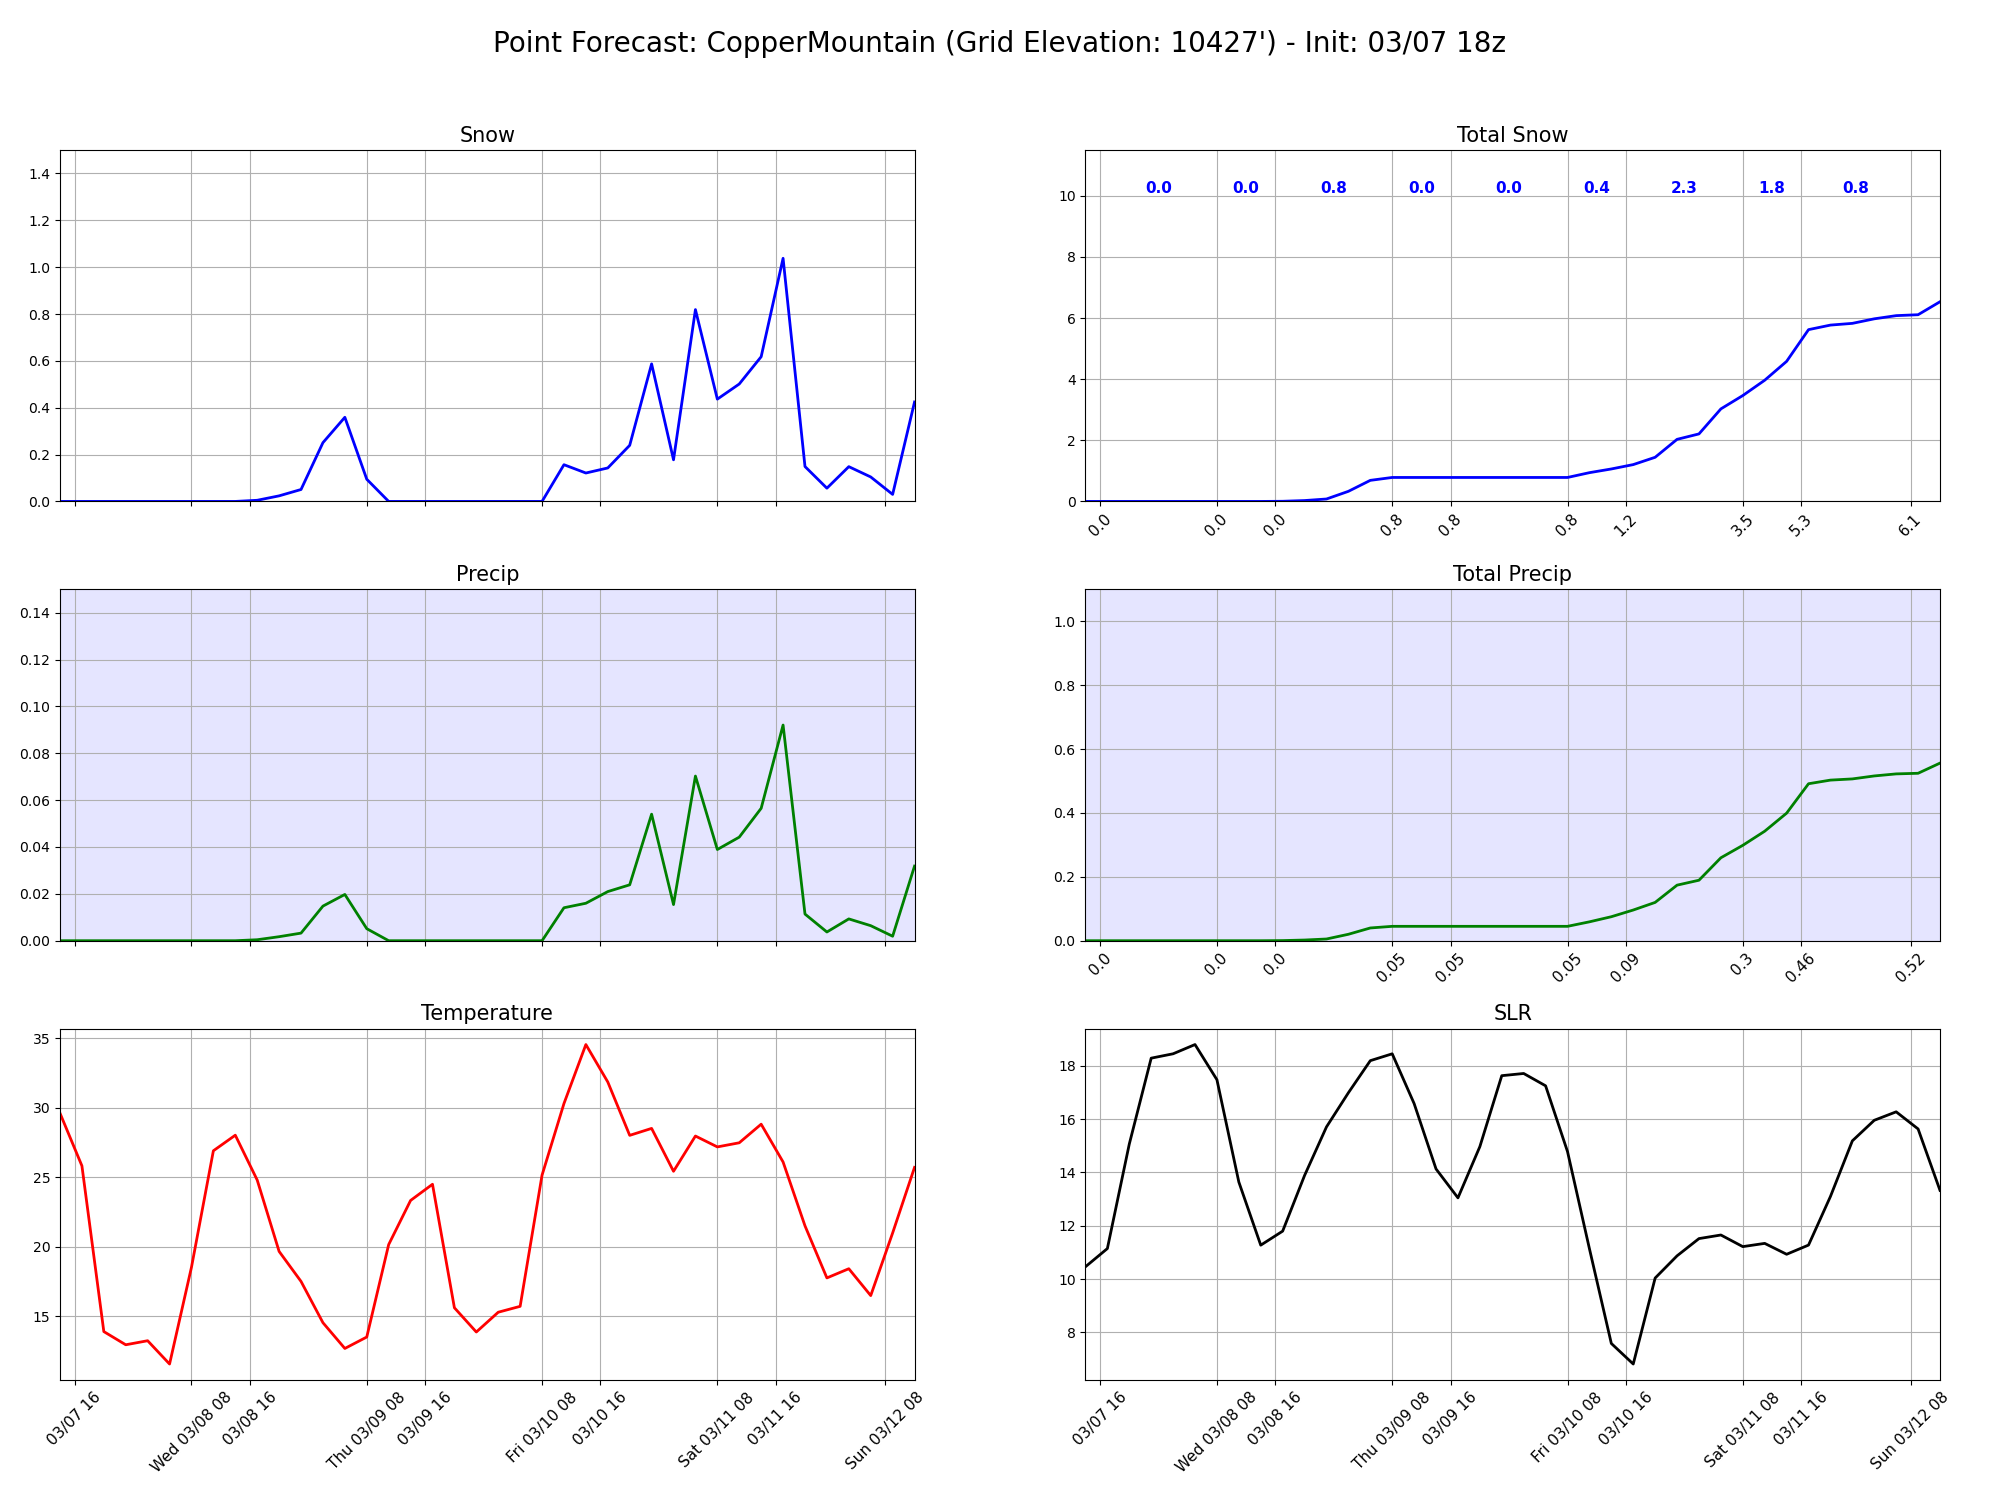 Point Forecast: CopperMountain (Grid Elevation: 10427') - Init: 03/07 18z
Snow
1.4
1.2
1.0
0.8
0.6
0.4
0.2
0.0
Total Snow
0.0 0.0 0.8 0.0 0.0 0.4 2.3 1.8 0.8
10
8
6
4
2
0
0.0 0.0 0.0 0.8 0.8 0.8 1.2 3.5 5.3 6.1
Precip
0.14
0.12
0.10
0.08
0.06
0.04
0.02
0.00
Total Precip
1.0
0.8
0.6
0.4
0.2
0.0
0.0 0.0 0.0 0.05 0.05 0.05 0.09 0.3 0.46 0.52
Temperature
35
30
25
20
15
03/07 16
Wed 03/08 08
03/08 16
Thu 03/09 08
03/09 16
Fri 03/10 08
03/10 16
Sat 03/11 08
03/11 16
Sun 03/12 08
SLR
18
16
14
12
10
8
03/07 16
Wed 03/08 08
03/08 16
Thu 03/09 08
03/09 16
Fri 03/10 08
03/10 16
Sat 03/11 08
03/11 16
Sun 03/12 08